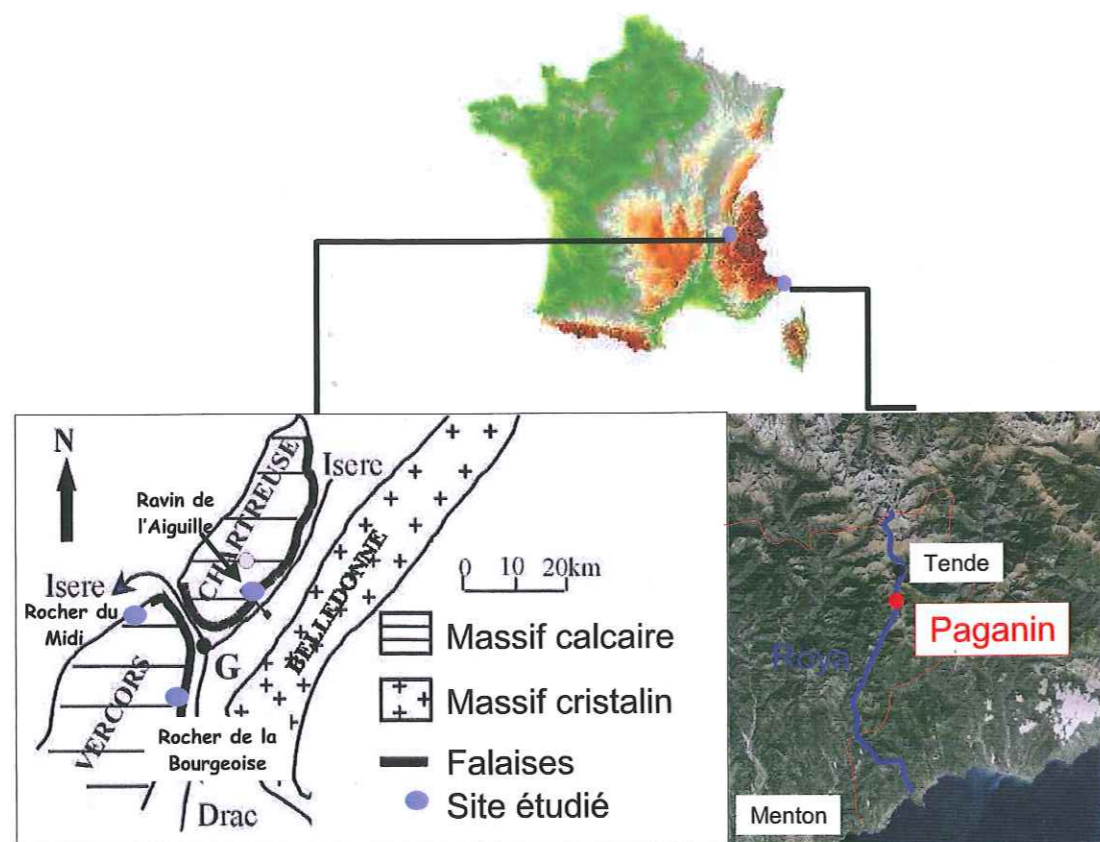 N
CHARTREUSE
Isere
Ravin de
l'Aiguille
Isere
Rocher du
Midi
G
BELLEDONNE
VERCORS
Rocher de la
Bourgeoise
Drac
0 10 20km
Massif calcaire
Massif cristalin
Falaises
Site étudié
Tende
Paganin
Roya
Menton